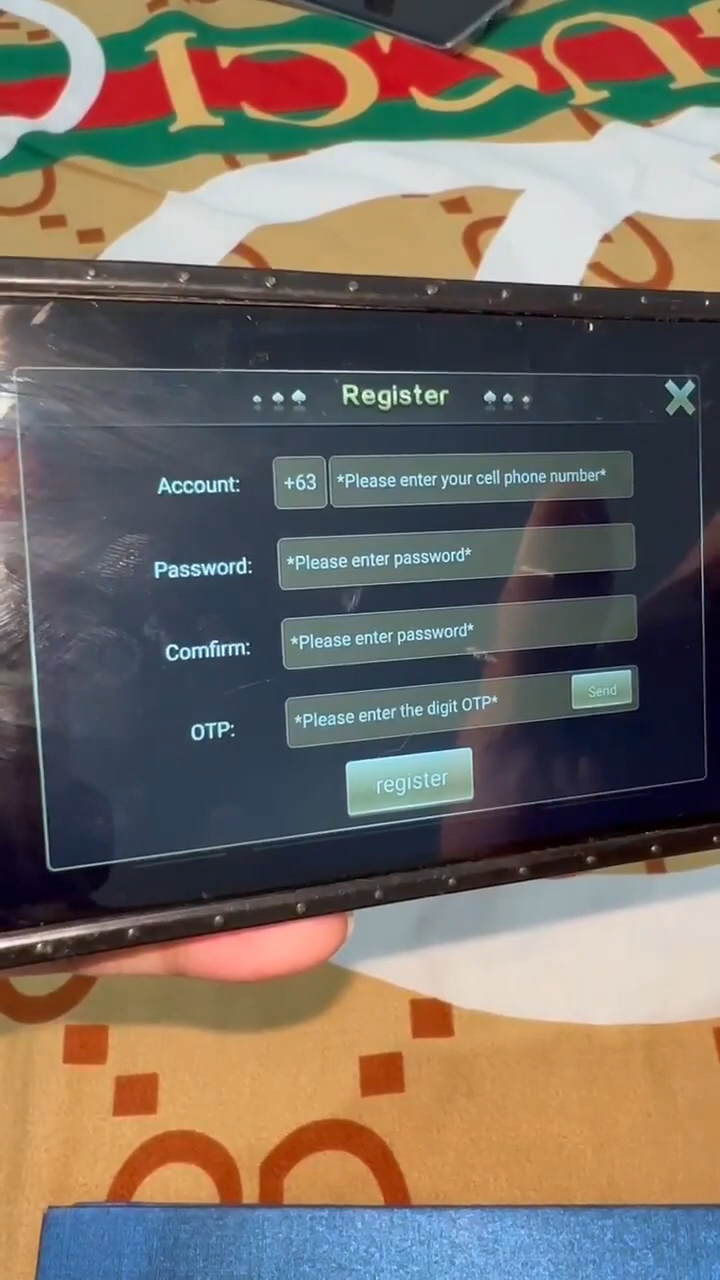 GUCCI
Register
Account: +63 *Please enter your cell phone number*
Password: *Please enter password*
Comfirm: *Please enter password*
OTP: *Please enter the digit OTP* Send
register